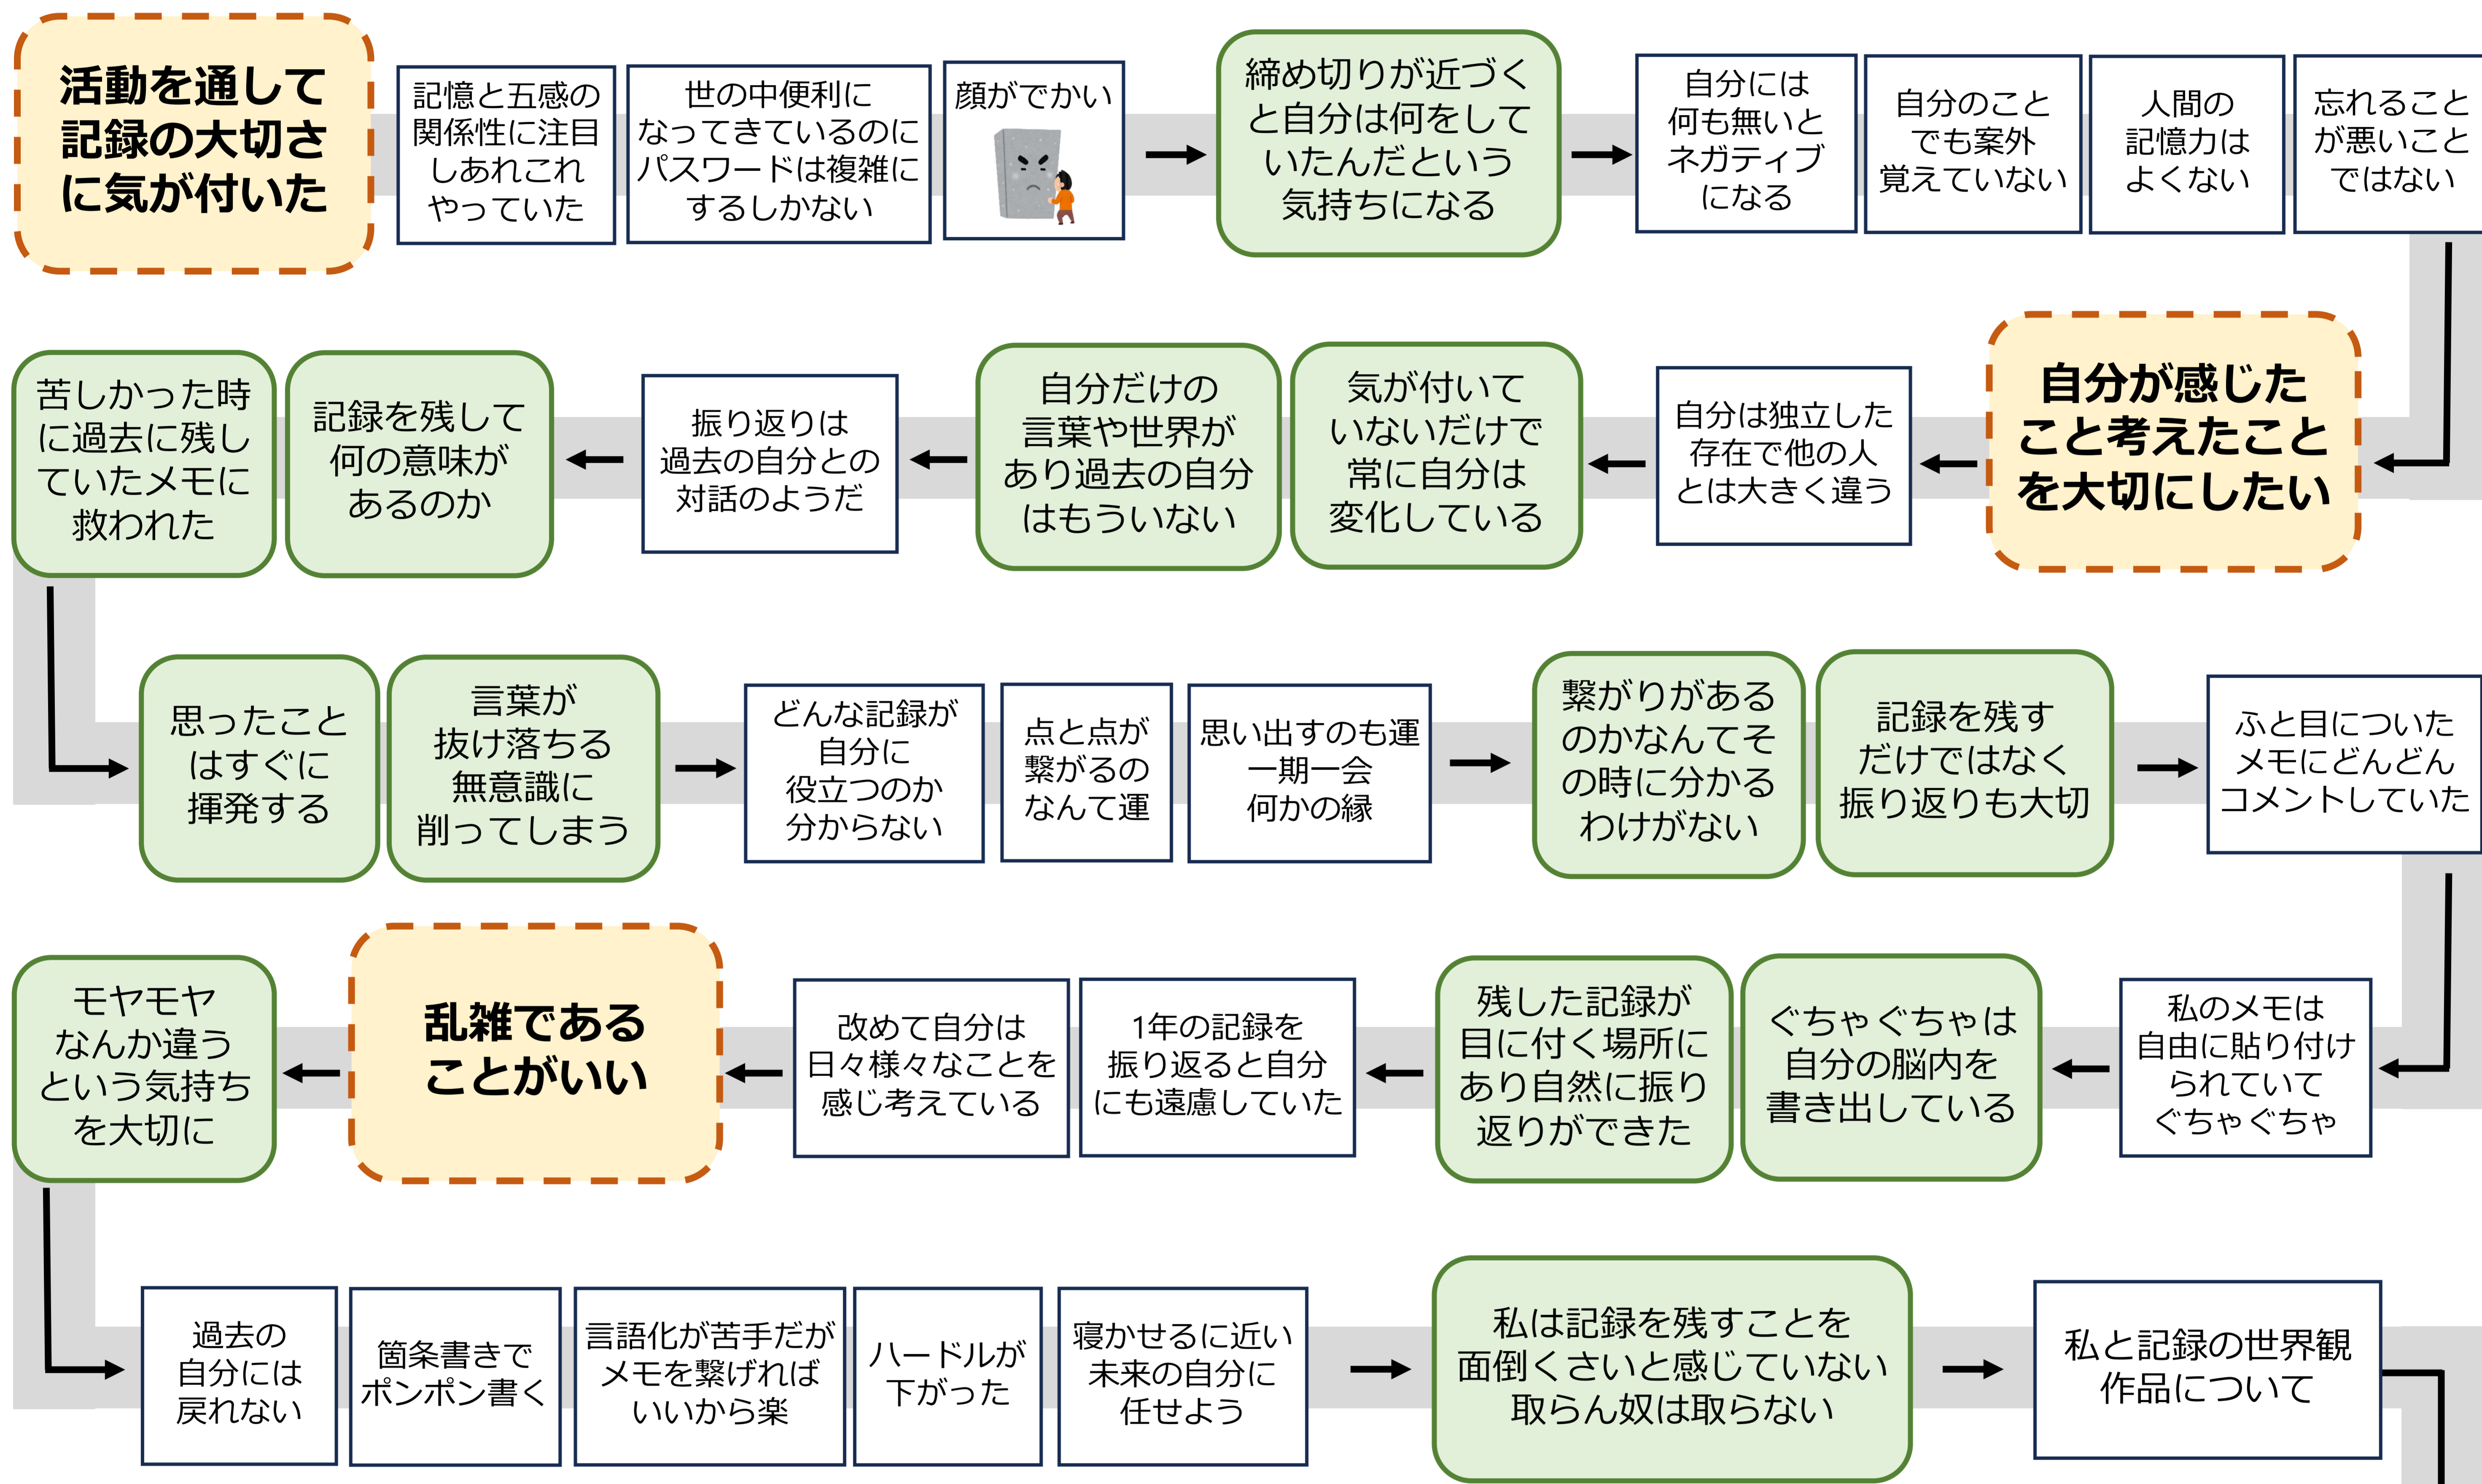 活動を通して
記録の大切さ
に気が付いた
記憶と五感の
関係性に注目
しあれこれ
やっていた
世の中便利に
なってきているのに
パスワードは複雑に
するしかない
顔がでかい
締め切りが近づく
と自分は何をして
いたんだという
気持ちになる
自分には
何も無いと
ネガティブ
になる
自分のこと
でも案外
覚えていない
人間の
記憶力は
よくない
忘れること
が悪いこと
ではない
自分が感じた
こと考えたこと
を大切にしたい
自分は独立した
存在で他の人
とは大きく違う
気が付いて
いないだけで
常に自分は
変化している
自分だけの
言葉や世界が
あり過去の自分
はもういない
振り返りは
過去の自分との
対話のようだ
記録を残して
何の意味が
あるのか
苦しかった時
に過去に残し
ていたメモに
救われた
思ったこと
はすぐに
揮発する
言葉が
抜け落ちる
無意識に
削ってしまう
どんな記録が
自分に
役立つのか
分からない
点と点が
繋がるの
なんて運
思い出すのも運
一期一会
何かの縁
繋がりがある
のかなんてそ
の時に分かる
わけがない
記録を残す
だけではなく
振り返りも大切
ふと目についた
メモにどんどん
コメントしていた
私のメモは
自由に貼り付け
られていて
ぐちゃぐちゃ
ぐちゃぐちゃは
自分の脳内を
書き出している
残した記録が
目に付く場所に
あり自然に振り
返りができた
1年の記録を
振り返ると自分
にも遠慮していた
改めて自分は
日々様々なことを
感じ考えている
乱雑である
ことがいい
モヤモヤ
なんか違う
という気持ち
を大切に
過去の
自分には
戻れない
箇条書きで
ポンポン書く
言語化が苦手だが
メモを繋げれば
いいから楽
ハードルが
下がった
寝かせるに近い
未来の自分に
任せよう
私は記録を残すことを
面倒くさいと感じていない
取らん奴は取らない
私と記録の世界観
作品について